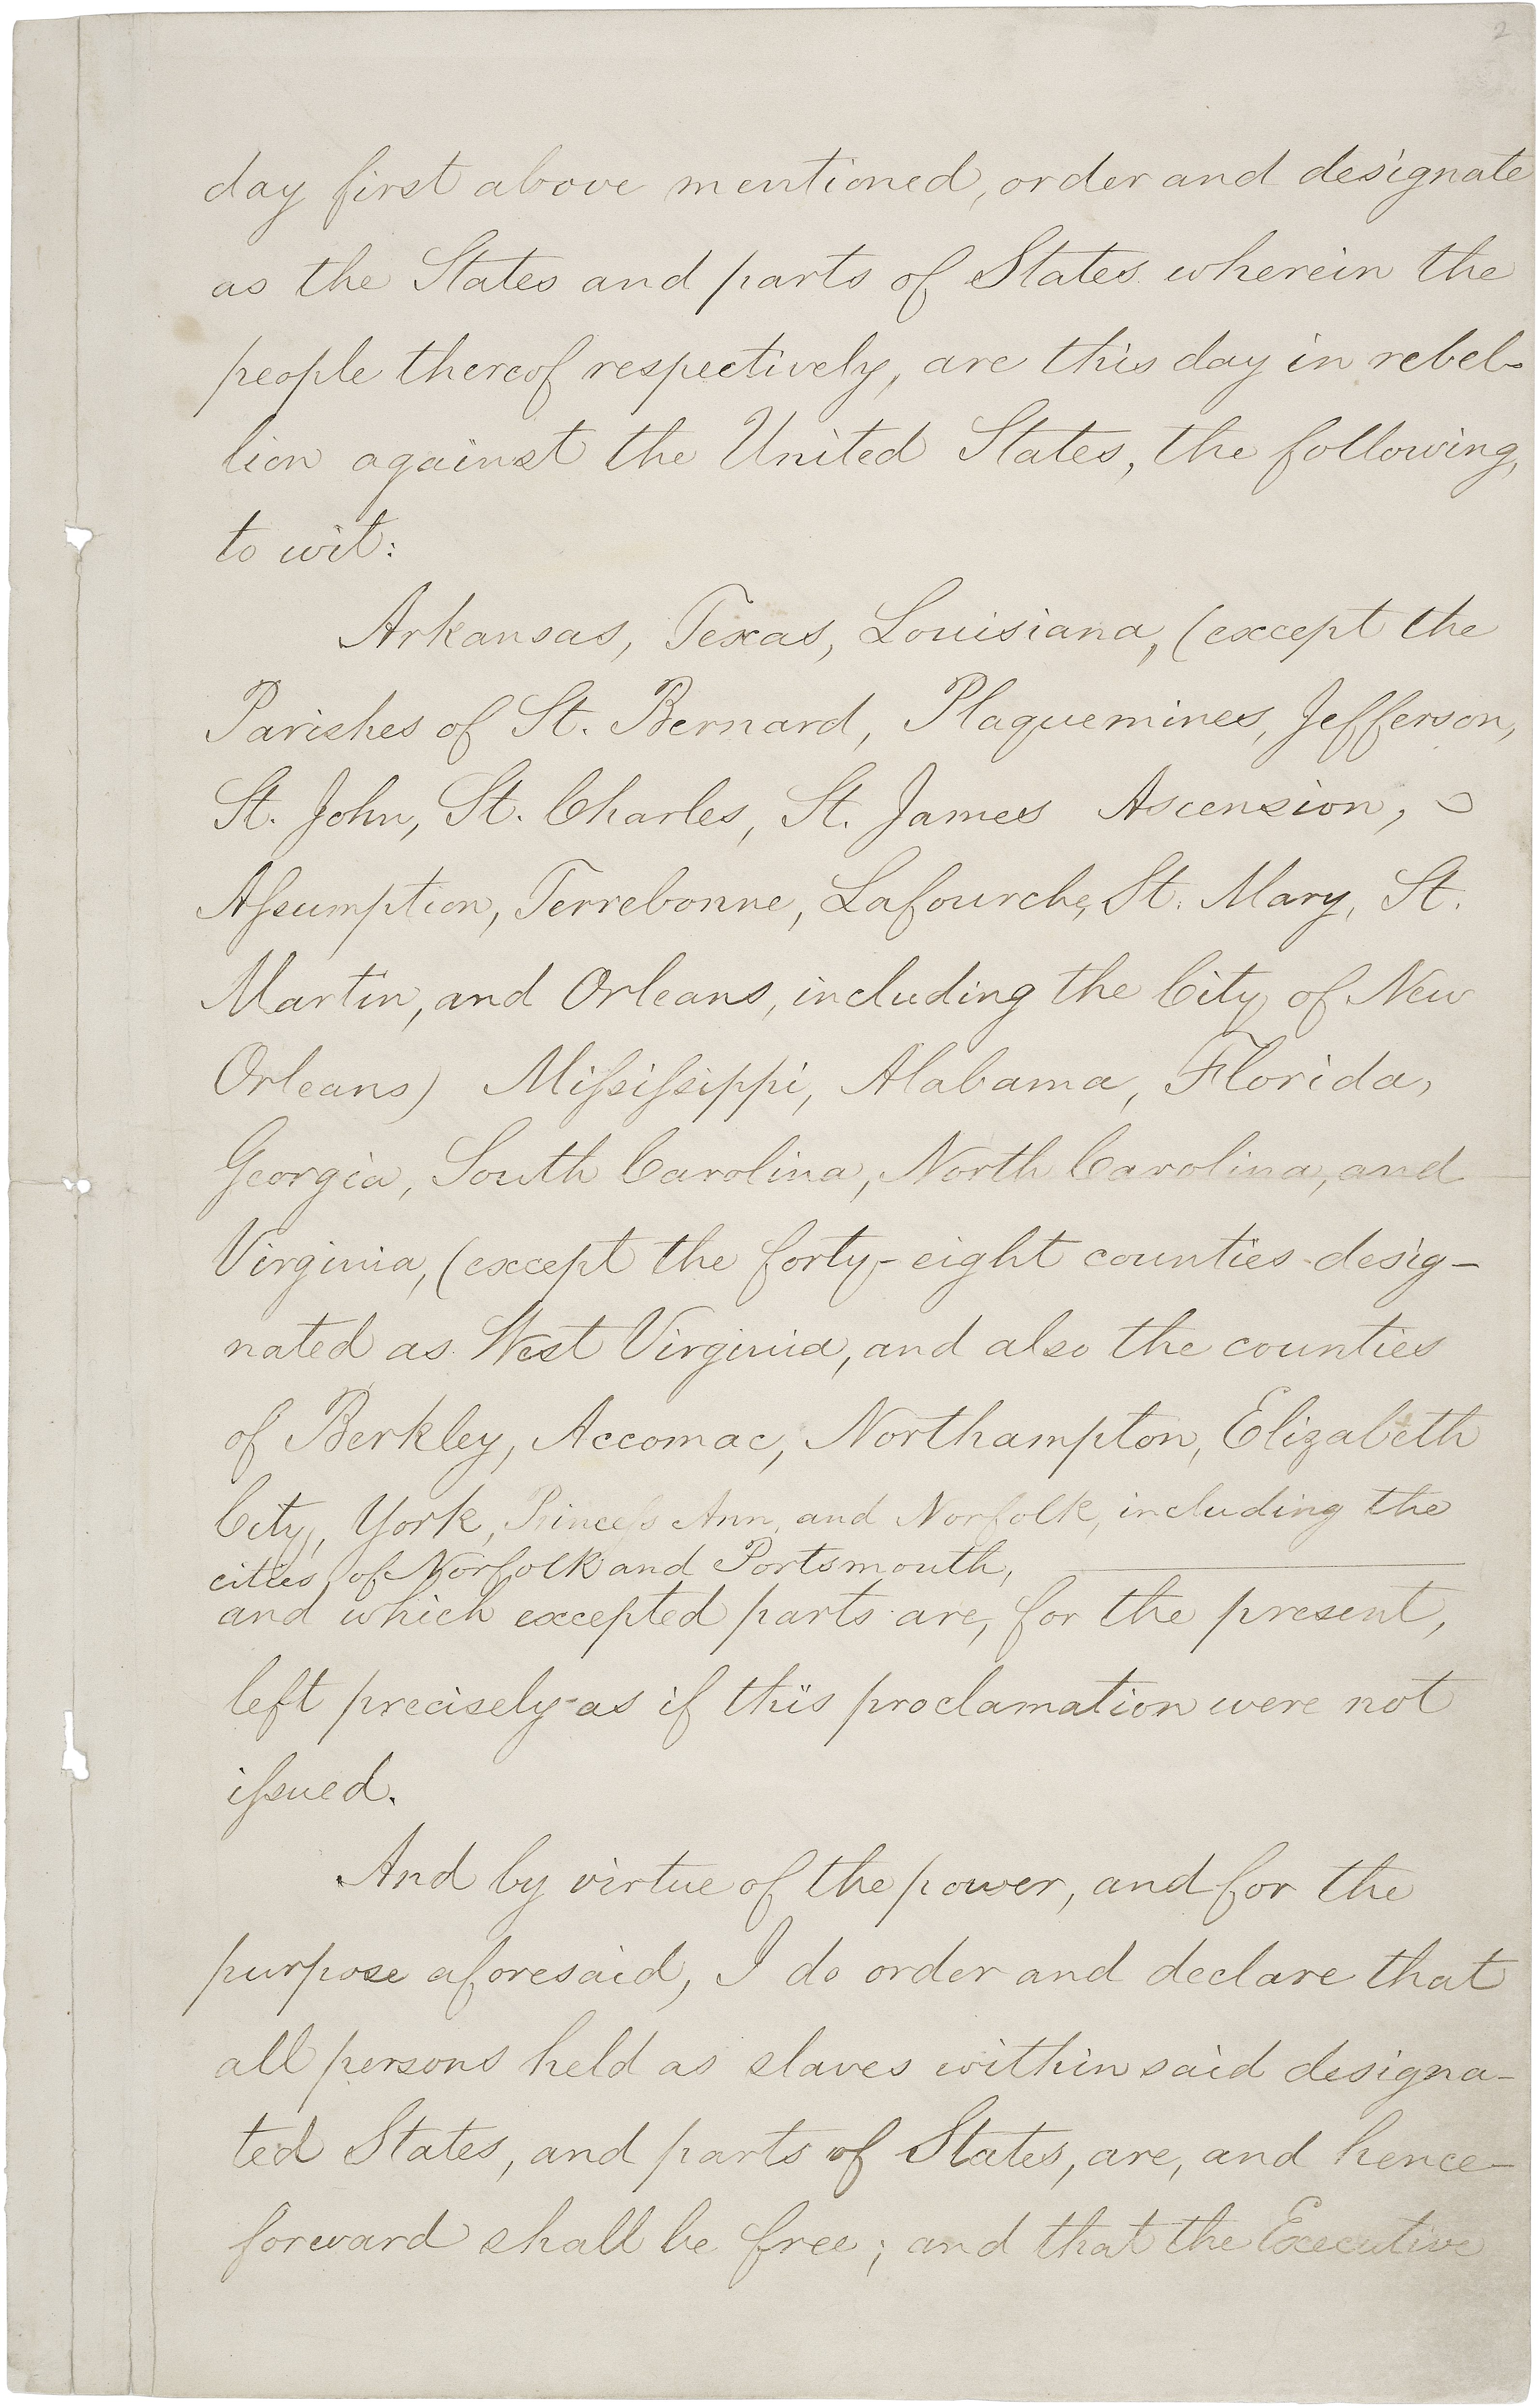 2
day first above mentioned, order and designate
as the States and parts of States wherein the
people thereof respectively, are this day in rebel-
lion against the United States, the following,
to wit:
Arkansas, Texas, Louisiana, (except the
Parishes of St. Bernard, Plaquemines, Jefferson,
St. John, St. Charles, St. James Ascension,
Aſsumption, Terrebonne, Lafourche, St. Mary, St.
Martin, and Orleans, including the City of New
Orleans) Miſsiſsippi, Alabama, Florida,
Georgia, South Carolina, North Carolina, and
Virginia, (except the forty-eight counties desig-
nated as West Virginia, and also the counties
of Berkley, Accomac, Northampton, Elizabeth
City, York, Princeſs Ann, and Norfolk, including the
cities of Norfolk and Portsmouth,
and which excepted parts are, for the present,
left precisely as if this proclamation were not
iſsued.
And by virtue of the power, and for the
purpose aforesaid, I do order and declare that
all persons held as slaves within said designa-
ted States, and parts of States, are, and hence-
forward shall be free; and that the Executive